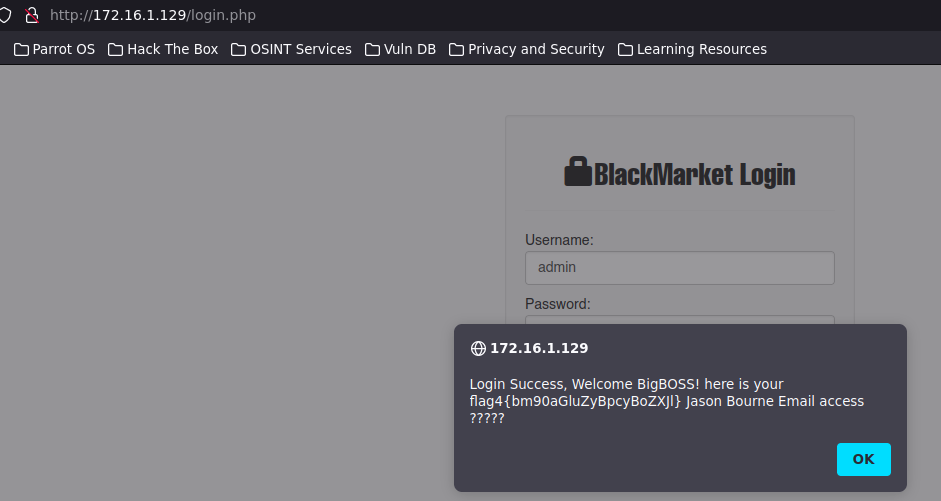 http://172.16.1.129/login.php
Parrot OS Hack The Box OSINT Services Vuln DB Privacy and Security Learning Resources
BlackMarket Login
Username:
admin
Password:
172.16.1.129
Login Success, Welcome BigBOSS! here is your
flag4{bm90aGluZyBpcyBoZXJl} Jason Bourne Email access
?????
OK